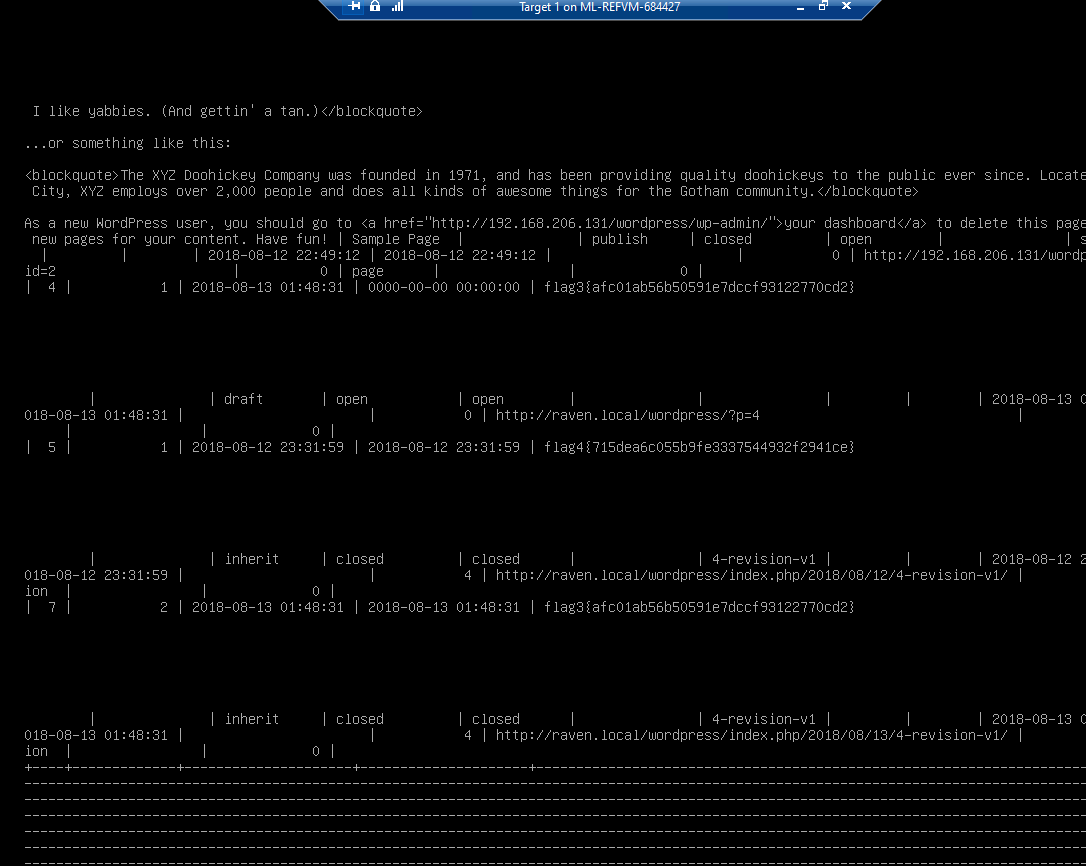 Target 1 on ML-REFVM-684427
I like yabbies. (And gettin' a tan.)</blockquote>
...or something like this:
<blockquote>The XYZ Doohickey Company was founded in 1971, and has been providing quality doohickeys to the public ever since. Locate
City, XYZ employs over 2,000 people and does all kinds of awesome things for the Gotham community.</blockquote>
As a new WordPress user, you should go to <a href="http://192.168.206.131/wordpress/wp-admin/">your dashboard</a> to delete this page
new pages for your content. Have fun! | Sample Page | | publish | closed | open | | s
| | | 2018-08-12 22:49:12 | 2018-08-12 22:49:12 | | 0 | http://192.168.206.131/wordp
id=2 | 0 | page | | 0 |
| 4 | 1 | 2018-08-13 01:48:31 | 0000-00-00 00:00:00 | flag3{afc01ab56b50591e7dccf93122770cd2}
| | draft | open | open | | | | | 2018-08-13 0
018-08-13 01:48:31 | | 0 | http://raven.local/wordpress/?p=4 |
| | 0 |
| 5 | 1 | 2018-08-12 23:31:59 | 2018-08-12 23:31:59 | flag4{715dea6c055b9fe3337544932f2941ce}
| | inherit | closed | closed | | 4-revision-v1 | | | 2018-08-12 2
018-08-12 23:31:59 | | 4 | http://raven.local/wordpress/index.php/2018/08/12/4-revision-v1/ |
ion | | 0 |
| 7 | 2 | 2018-08-13 01:48:31 | 2018-08-13 01:48:31 | flag3{afc01ab56b50591e7dccf93122770cd2}
| | inherit | closed | closed | | 4-revision-v1 | | | 2018-08-13 0
018-08-13 01:48:31 | | 4 | http://raven.local/wordpress/index.php/2018/08/13/4-revision-v1/ |
ion | | 0 |